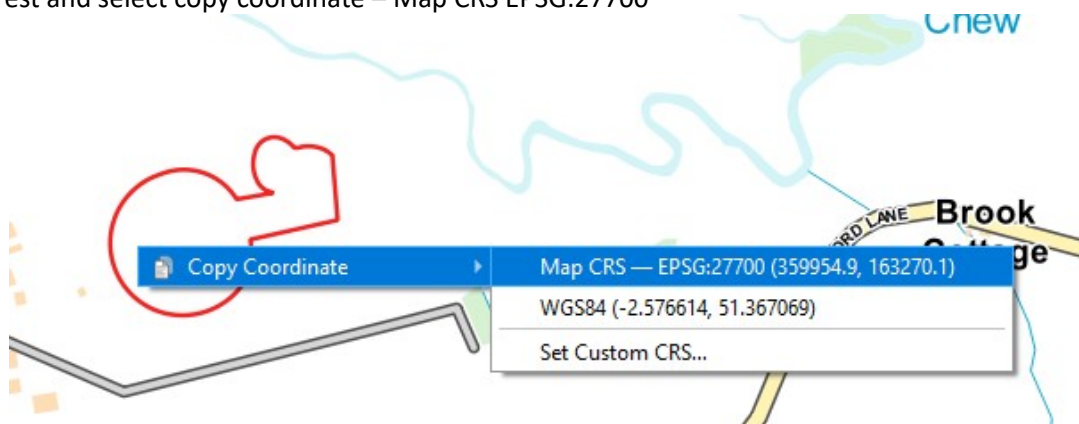 est and select copy coordinate – Map CRS EPSG:27700
Chew
LANE
Brook
Copy Coordinate
Map CRS — EPSG:27700 (359954.9, 163270.1)
WGS84 (-2.576614, 51.367069)
Set Custom CRS...